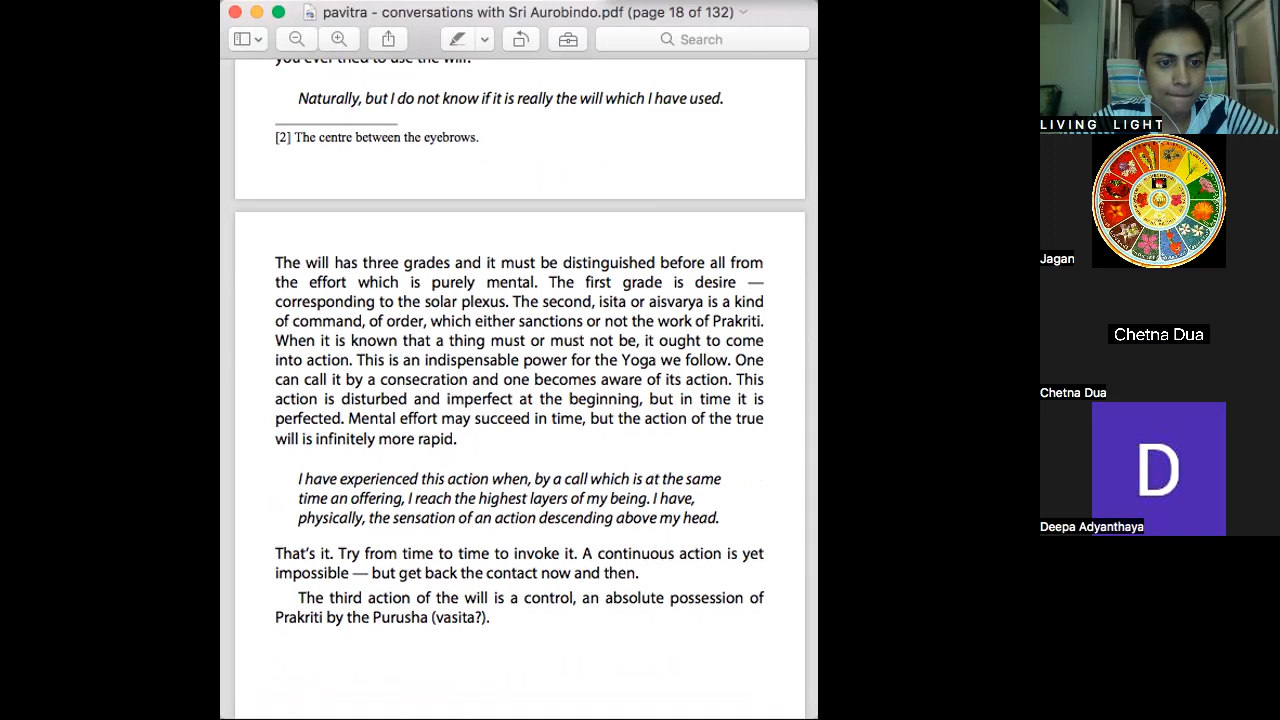 pavitra - conversations with Sri Aurobindo.pdf (page 18 of 132)
Search
you ever tried to use the will?
Naturally, but I do not know if it is really the will which I have used.
[2] The centre between the eyebrows.
The will has three grades and it must be distinguished before all from
the effort which is purely mental. The first grade is desire —
corresponding to the solar plexus. The second, isita or aisvarya is a kind
of command, of order, which either sanctions or not the work of Prakriti.
When it is known that a thing must or must not be, it ought to come
into action. This is an indispensable power for the Yoga we follow. One
can call it by a consecration and one becomes aware of its action. This
action is disturbed and imperfect at the beginning, but in time it is
perfected. Mental effort may succeed in time, but the action of the true
will is infinitely more rapid.
I have experienced this action when, by a call which is at the same
time an offering, I reach the highest layers of my being. I have,
physically, the sensation of an action descending above my head.
That's it. Try from time to time to invoke it. A continuous action is yet
impossible — but get back the contact now and then.
The third action of the will is a control, an absolute possession of
Prakriti by the Purusha (vasita?).
LIVING LIGHT
Jagan
Chetna Dua
Chetna Dua
D
Deepa Adyanthaya